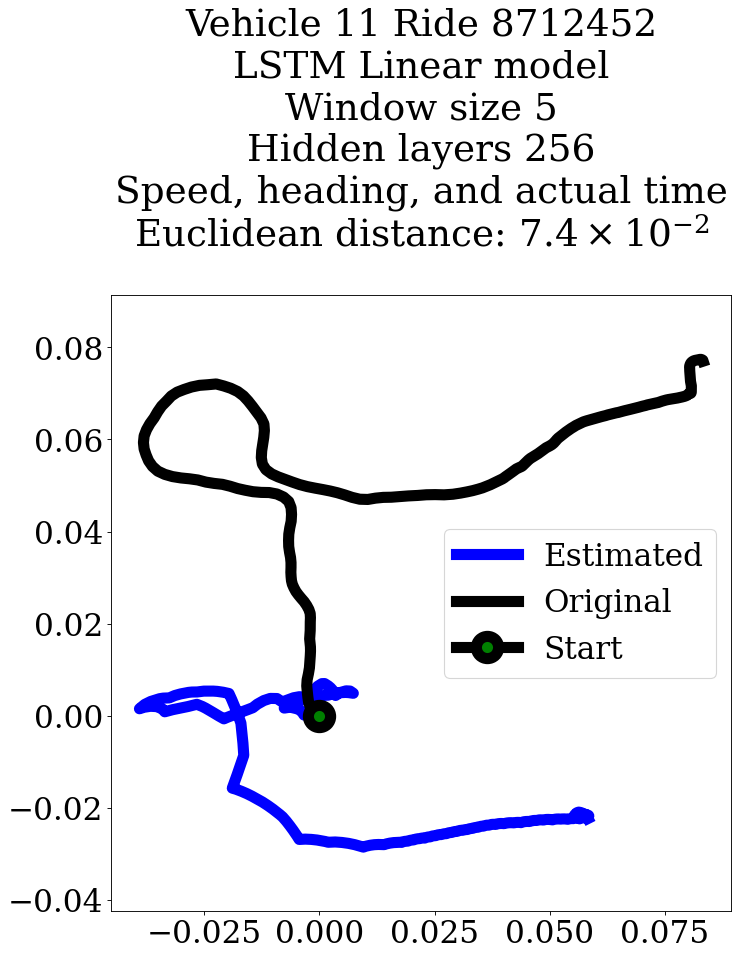 Vehicle 11 Ride 8712452
LSTM Linear model
Window size 5
Hidden layers 256
Speed, heading, and actual time
Euclidean distance: $7.4 \times 10^{-2}$
0.08
0.06
0.04
0.02
0.00
−0.02
−0.04
Estimated
Original
Start
−0.025 0.000 0.025 0.050 0.075